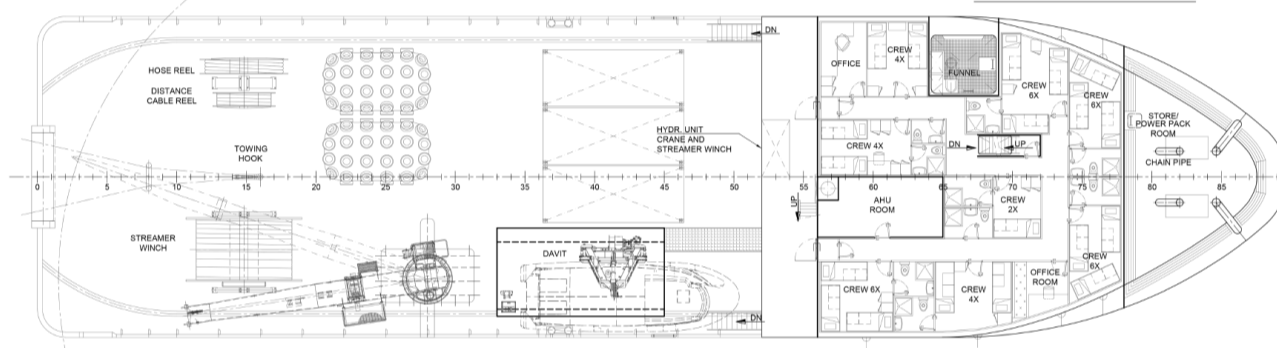 DN
HOSE REEL
DISTANCE
CABLE REEL
OFFICE
CREW
4X
FUNNEL
CREW
6X
CREW
6X
STORE/
POWER PACK
ROOM
HYDR. UNIT
CRANE AND
STREAMER WINCH
TOWING
HOOK
CREW 4X
DN
UP
CHAIN PIPE
0 5 10 15 20 25 30 35 40 45 50 55 60 65 70 75 80 85
UP
AHU
ROOM
CREW
2X
STREAMER
WINCH
DAVIT
CREW
6X
CREW 6X
CREW
4X
OFFICE
ROOM
DN